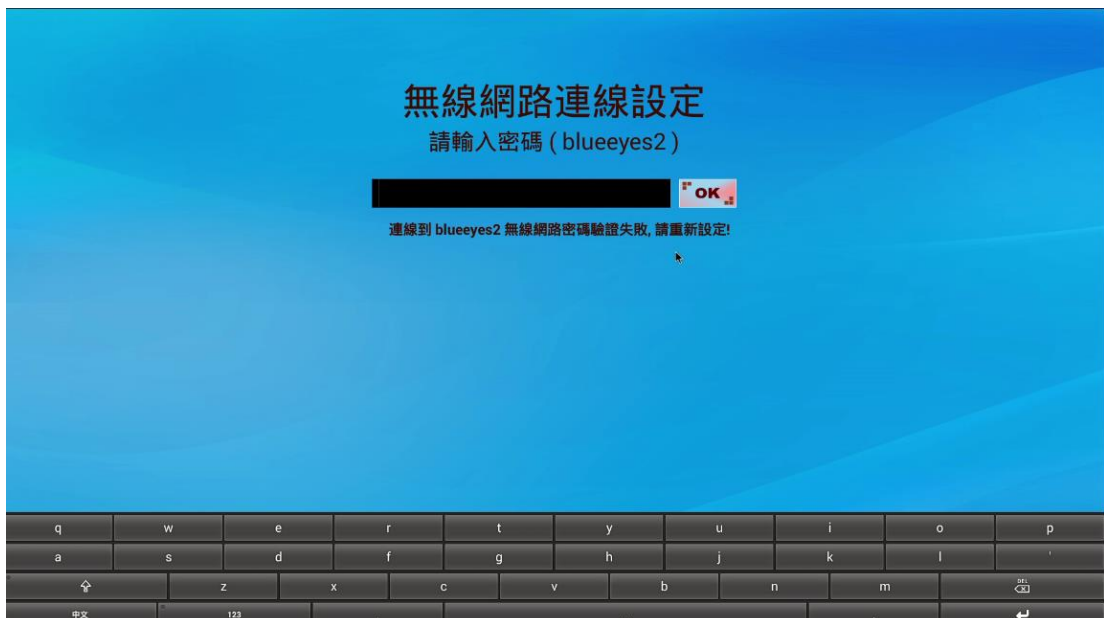 無線網路連線設定
請輸入密碼 ( blueeyes2 )
OK
連線到 blueeyes2 無線網路密碼驗證失敗, 請重新設定!
q w e r t y u i o p
a s d f g h j k l '
z x c v b n m DEL
中文 123